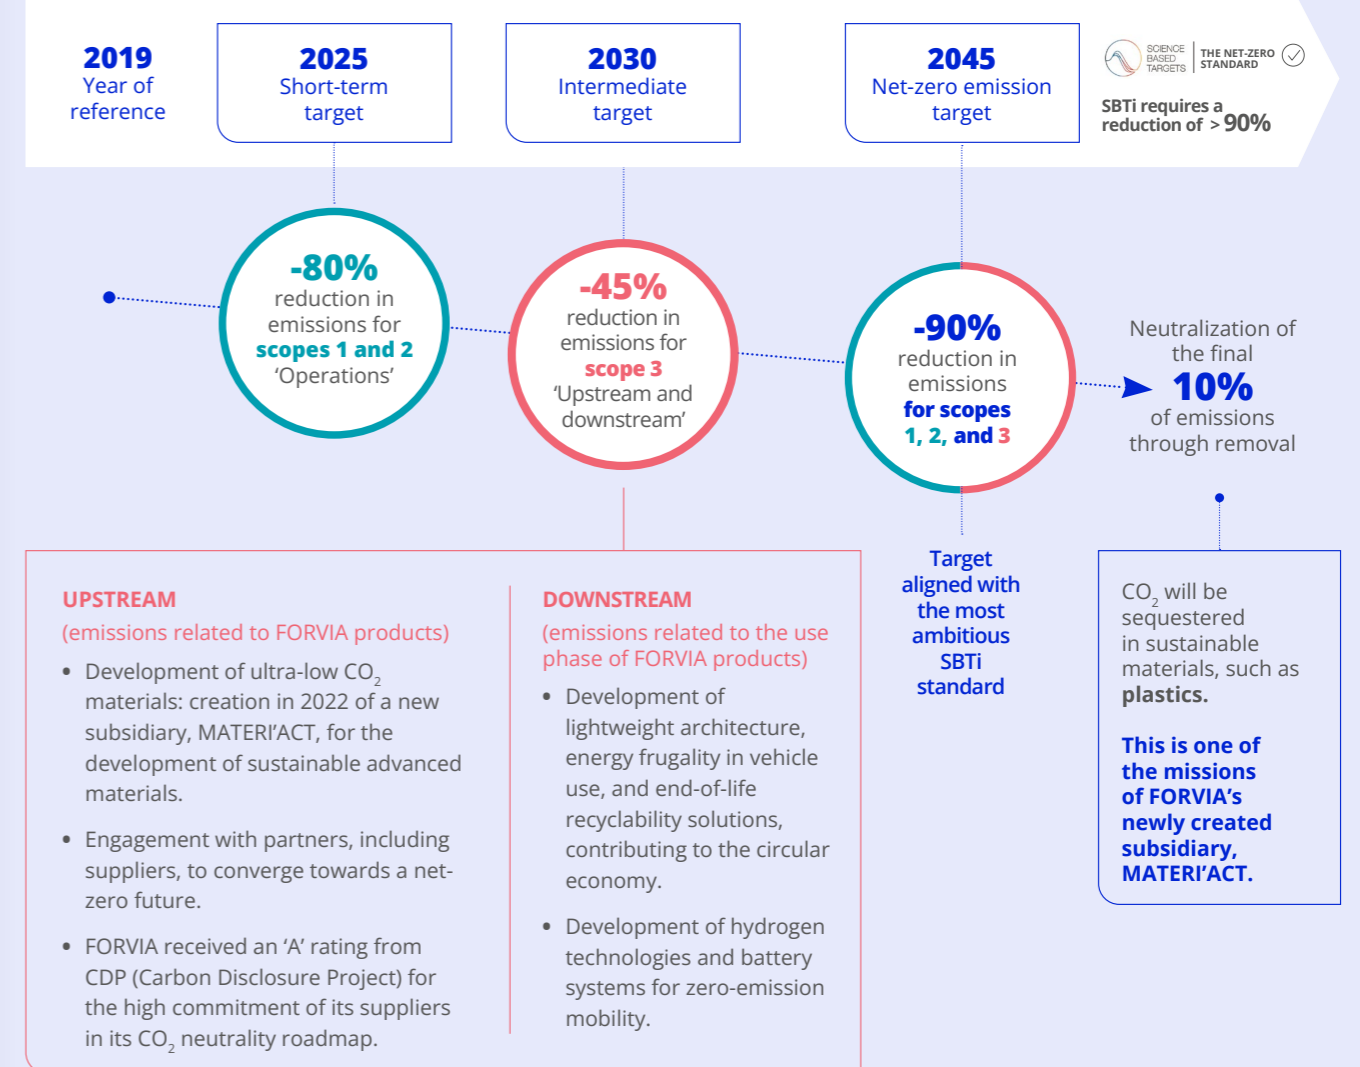 2019
Year of
reference
2025
Short-term
target
2030
Intermediate
target
2045
Net-zero emission
target
SCIENCE
BASED
TARGETS
THE NET-ZERO
STANDARD
SBTi requires a
reduction of > 90%
-80%
reduction in
emissions for
scopes 1 and 2
‘Operations’
-45%
reduction in
emissions for
scope 3
‘Upstream and
downstream’
-90%
reduction in
emissions
for scopes
1, 2, and 3
Neutralization of
the final
10%
of emissions
through removal
UPSTREAM
(emissions related to FORVIA products)
• Development of ultra-low CO₂
materials: creation in 2022 of a new
subsidiary, MATERI’ACT, for the
development of sustainable advanced
materials.
• Engagement with partners, including
suppliers, to converge towards a net-
zero future.
• FORVIA received an ‘A’ rating from
CDP (Carbon Disclosure Project) for
the high commitment of its suppliers
in its CO₂ neutrality roadmap.
DOWNSTREAM
(emissions related to the use
phase of FORVIA products)
• Development of
lightweight architecture,
energy frugality in vehicle
use, and end-of-life
recyclability solutions,
contributing to the circular
economy.
• Development of hydrogen
technologies and battery
systems for zero-emission
mobility.
Target
aligned with
the most
ambitious
SBTi
standard
CO₂ will be
sequestered
in sustainable
materials, such as
plastics.
This is one of
the missions
of FORVIA’s
newly created
subsidiary,
MATERI’ACT.